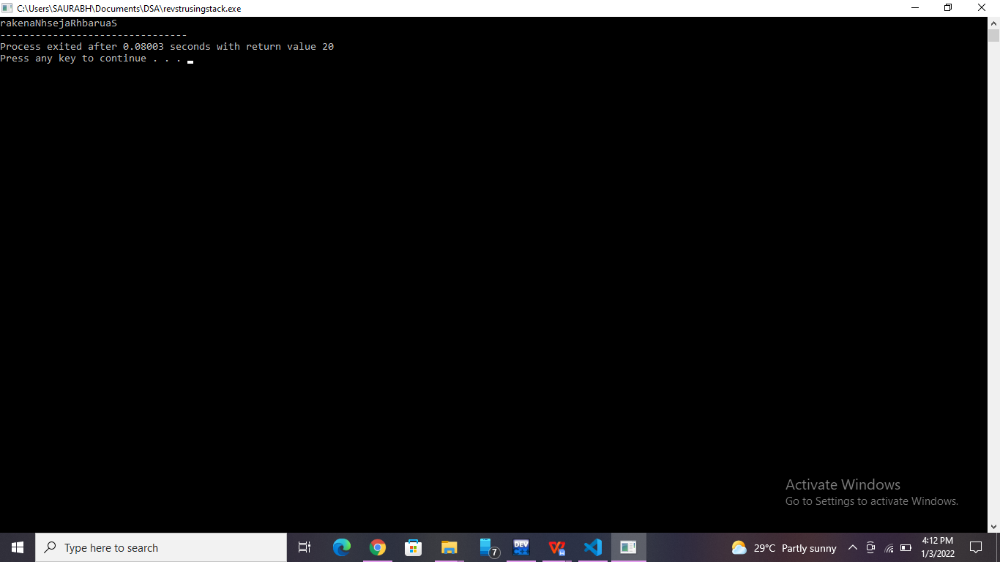 C:\Users\SAURABH\Documents\DSA\revstrusingstack.exe
rakenaNhsejaRhbaruaS
--------------------------------
Process exited after 0.08003 seconds with return value 20
Press any key to continue . . .
Activate Windows
Go to Settings to activate Windows.
Type here to search
7
DEV
29°C Partly sunny
4:12 PM
1/3/2022